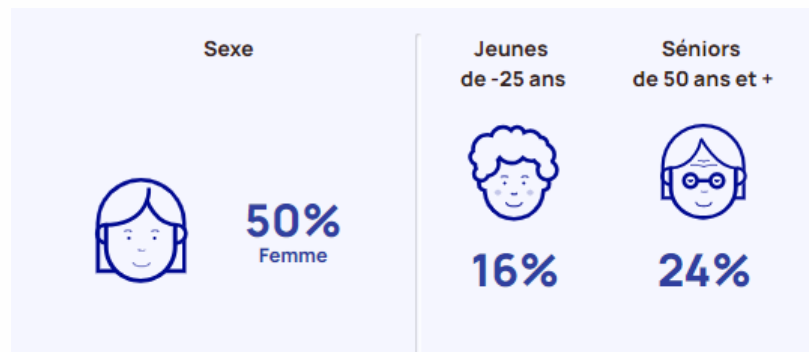 Sexe
50%
Femme
Jeunes
de -25 ans
16%
Séniors
de 50 ans et +
24%